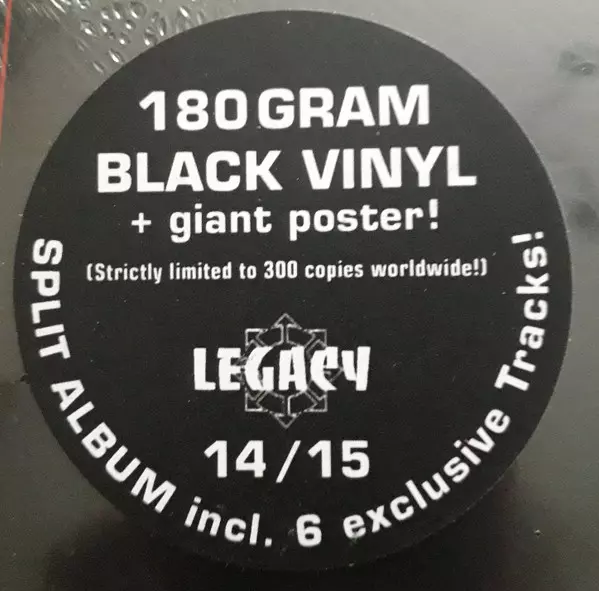 180 GRAM
BLACK VINYL
+ giant poster!
(Strictly limited to 300 copies worldwide!)
LEGACY
14/15
SPLIT ALBUM incl. 6 exclusive Tracks!